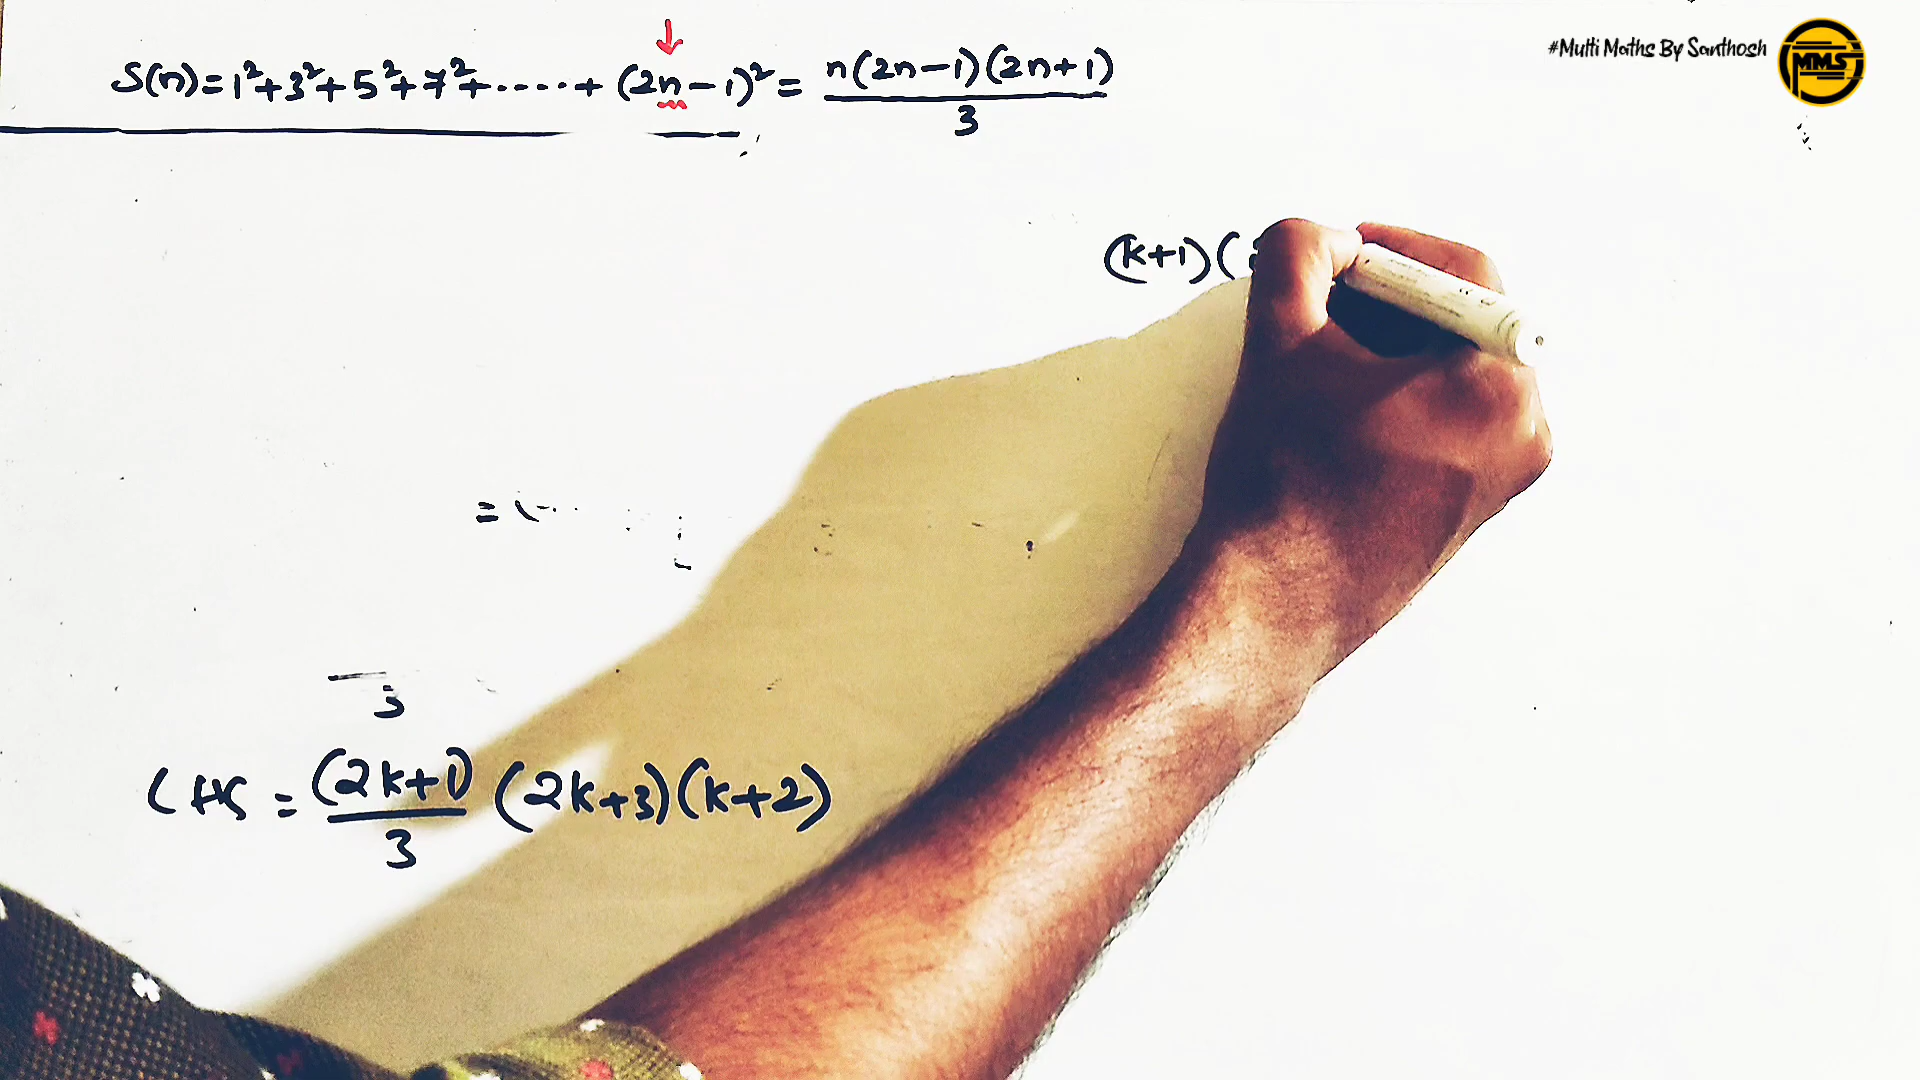 #Multi Maths By Santhosh
MMS
S(n) = 1²+3²+5²+7²+.....+ (2n-1)² = n(2n-1)(2n+1)
3
(k+1)(
=
3
LHS = (2k+1) (2k+3)(k+2)
3